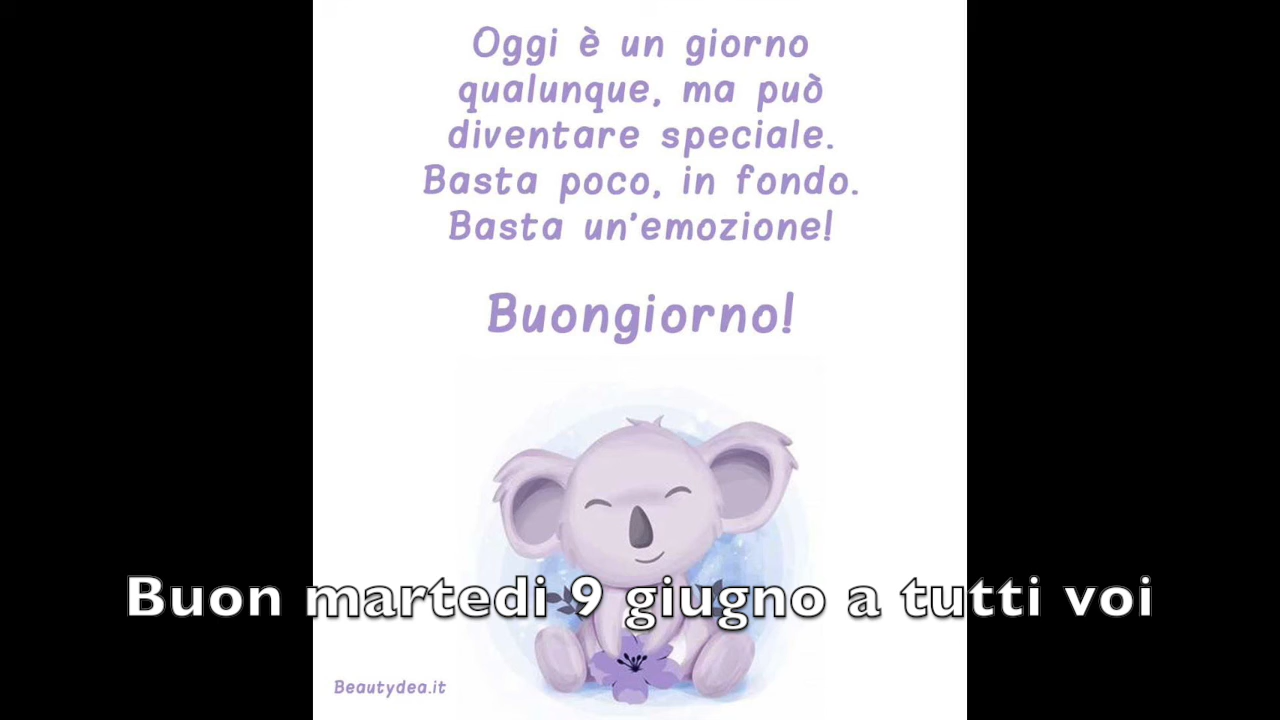 Oggi è un giorno
qualunque, ma può
diventare speciale.
Basta poco, in fondo.
Basta un'emozione!
Buongiorno!
Buon martedi 9 giugno a tutti voi
Beautydea.it